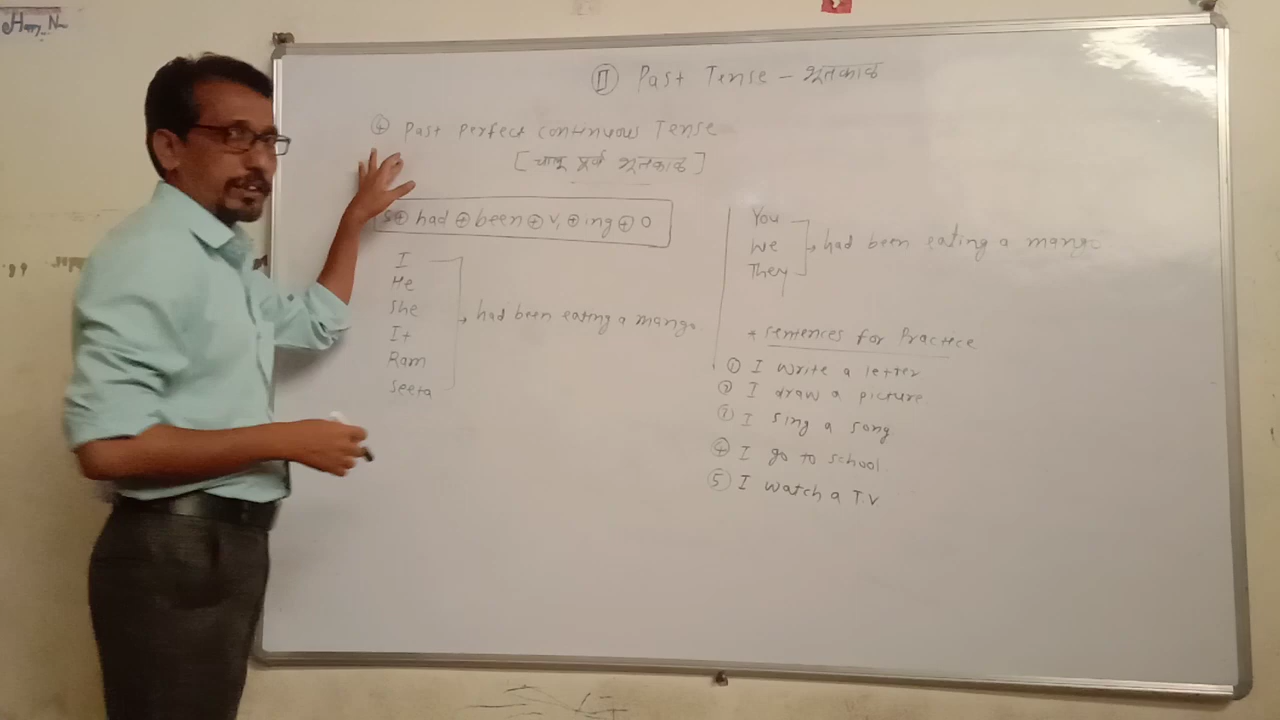 II Past Tense – भूतकाळ
④ Past Perfect Continuous Tense
[चालू पूर्ण भूतकाळ]
S ⊕ had ⊕ been ⊕ V₁ ⊕ ing ⊕ O
I
He
She
It
Ram
Seeta
→ had been eating a mango
You
We
They
→ had been eating a mango
* Sentences for Practice
① I write a letter
② I draw a picture
③ I sing a song
④ I go to school.
⑤ I watch a T.V